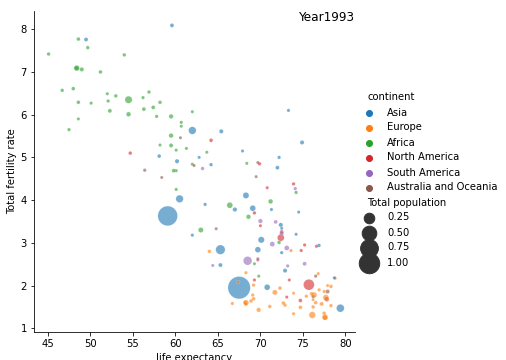 Year1993
8
7
6
5
4
3
2
1
Total fertility rate
45 50 55 60 65 70 75 80
life expectancy
continent
Asia
Europe
Africa
North America
South America
Australia and Oceania
Total population
0.25
0.50
0.75
1.00